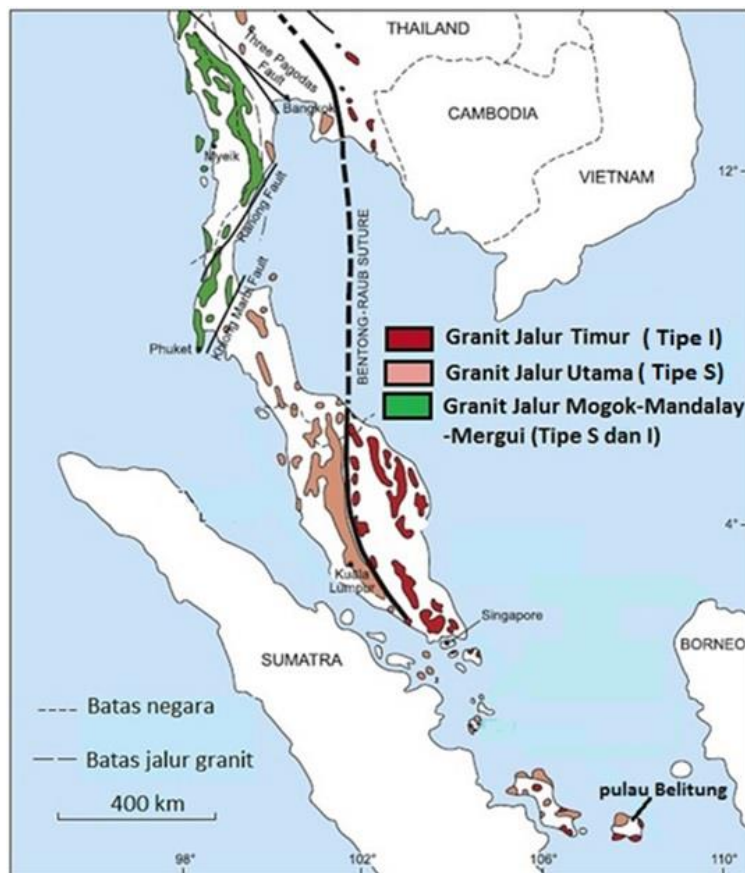 THAILAND
Three Pagodas
Fault
Bangkok
CAMBODIA
Myeik
VIETNAM
12°
Ranong Fault
BENTONG-RAUB SUTURE
Khlong Marbi Fault
Phuket
Granit Jalur Timur ( Tipe I)
Granit Jalur Utama ( Tipe S)
Granit Jalur Mogok-Mandalay
-Mergui (Tipe S dan I)
4°
Kuala
Lumpur
Singapore
SUMATRA
BORNEO
Batas negara
Batas jalur granit
pulau Belitung
400 km
98°
102°
106°
110°